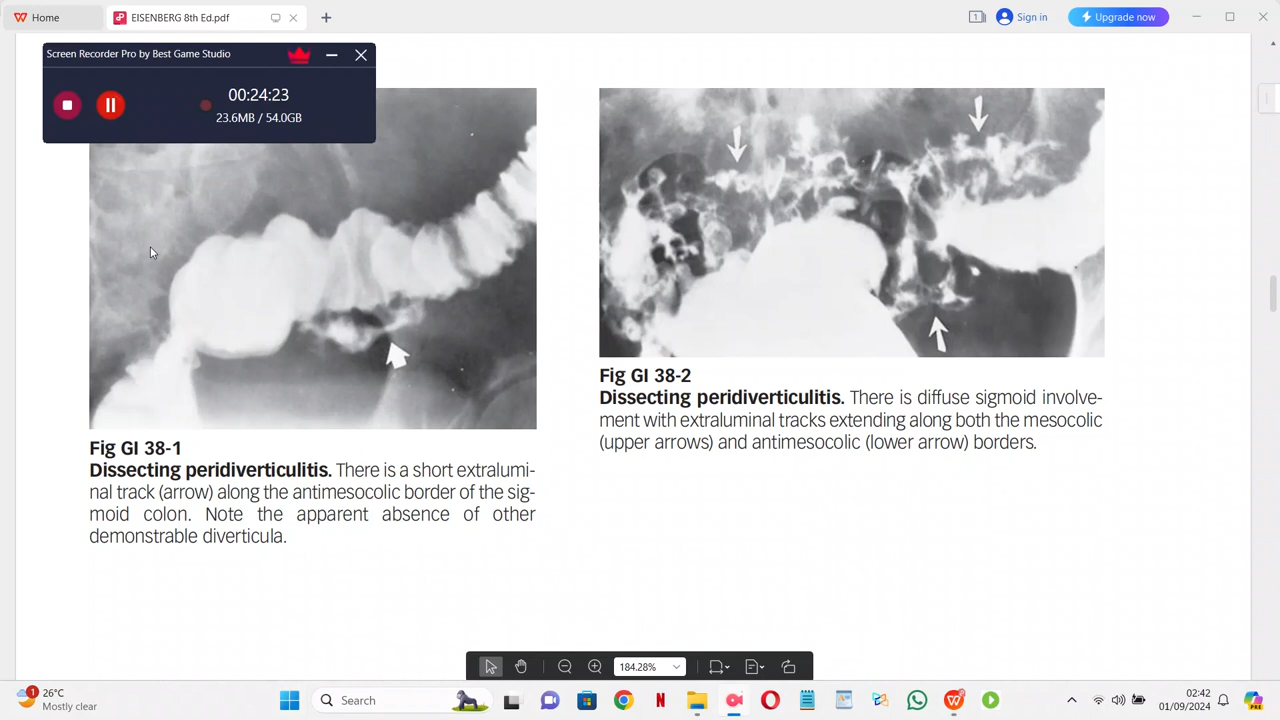 Home
EISENBERG 8th Ed.pdf
Sign in
Upgrade now
Screen Recorder Pro by Best Game Studio
00:24:23
23.6MB / 54.0GB
Fig GI 38-1
Dissecting peridiverticulitis. There is a short extralumi-
nal track (arrow) along the antimesocolic border of the sig-
moid colon. Note the apparent absence of other
demonstrable diverticula.
Fig GI 38-2
Dissecting peridiverticulitis. There is diffuse sigmoid involve-
ment with extraluminal tracks extending along both the mesocolic
(upper arrows) and antimesocolic (lower arrow) borders.
184.28%
1
26°C
Mostly clear
Search
02:42
01/09/2024